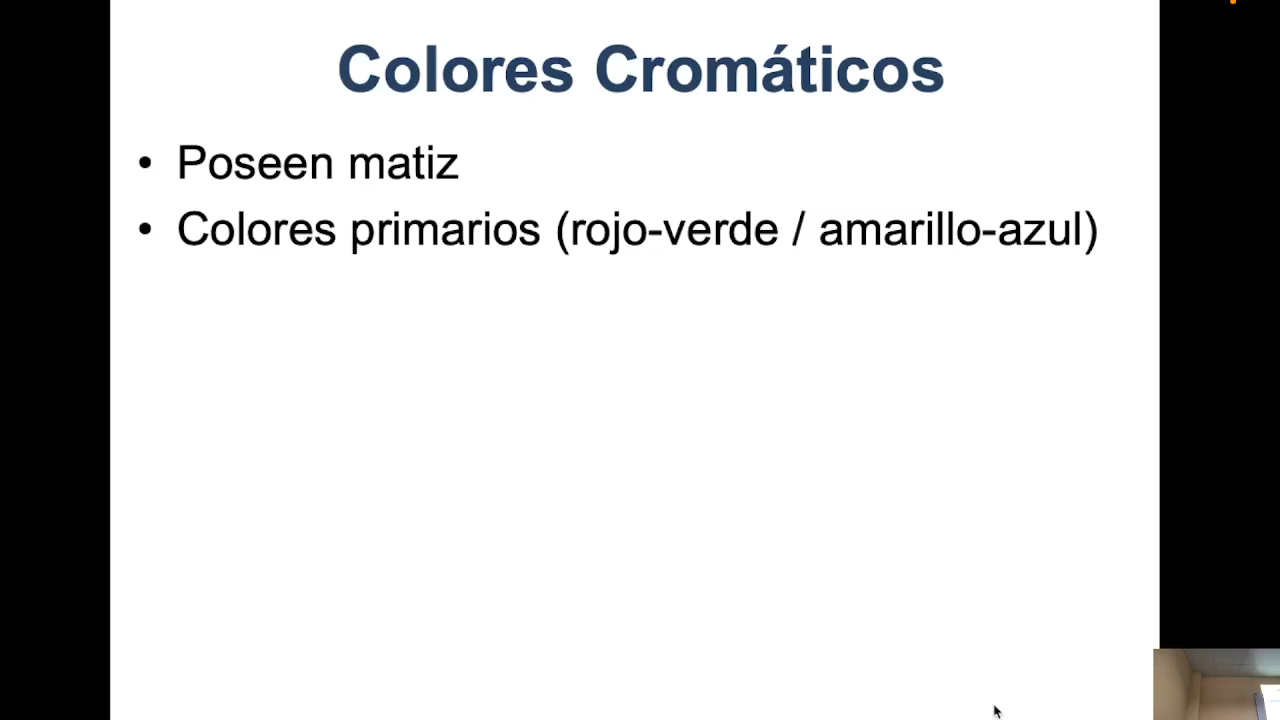 Colores Cromáticos
• Poseen matiz
• Colores primarios (rojo-verde / amarillo-azul)